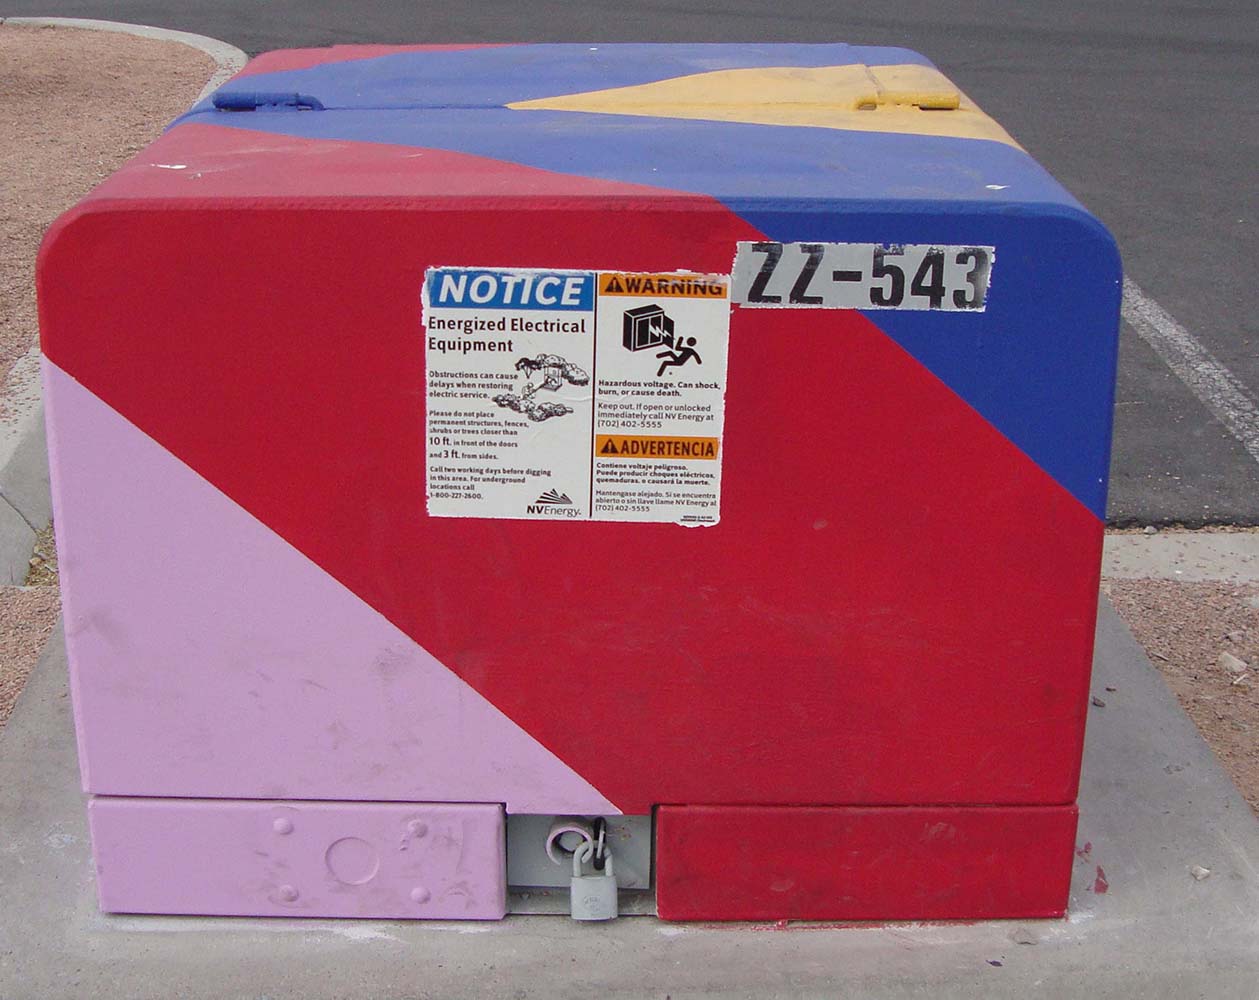 NOTICE
Energized Electrical
Equipment
Obstructions can cause
delays when restoring
electric service.
Please do not place
permanent structures, fences,
shrubs or trees closer than
10 ft. in front of the doors
and 3 ft. from sides.
Call two working days before digging
in this area. For underground
locations call
1-800-227-2600.
NVEnergy.
WARNING
Hazardous voltage. Can shock,
burn, or cause death.
Keep out. If open or unlocked
immediately call NV Energy at
(702) 402-5555
ADVERTENCIA
Contiene voltaje peligroso.
Puede producir choques eléctricos,
quemaduras, o causará la muerte.
Mantengase alejado. Si se encuentra
abierto o sin llave llame NV Energy al
(702) 402-5555
ZZ-543